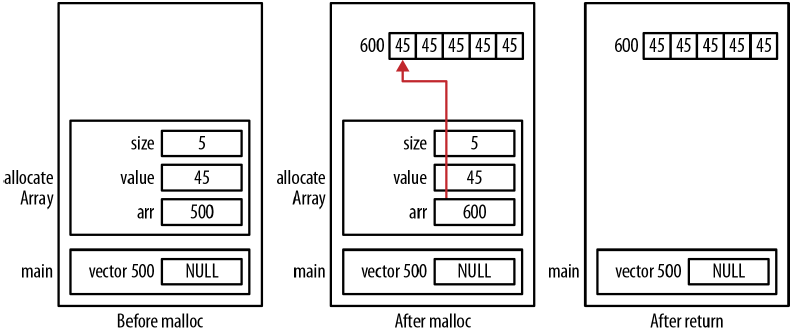 600 45 45 45 45 45
600 45 45 45 45 45
size 5
value 45
arr 500
allocate
Array
main vector 500 NULL
Before malloc
size 5
value 45
arr 600
allocate
Array
main vector 500 NULL
After malloc
main vector 500 NULL
After return